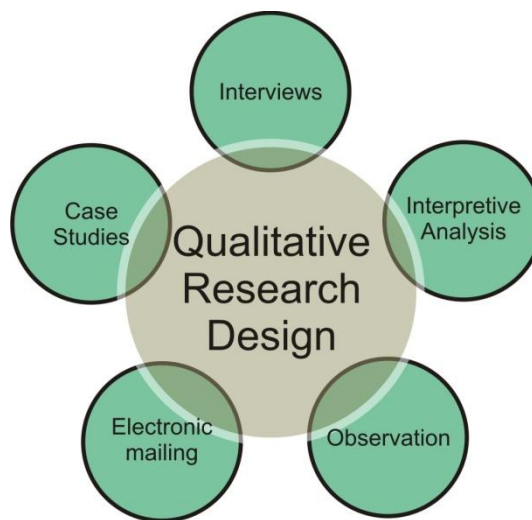 Interviews
Case
Studies
Interpretive
Analysis
Qualitative
Research
Design
Electronic
mailing
Observation